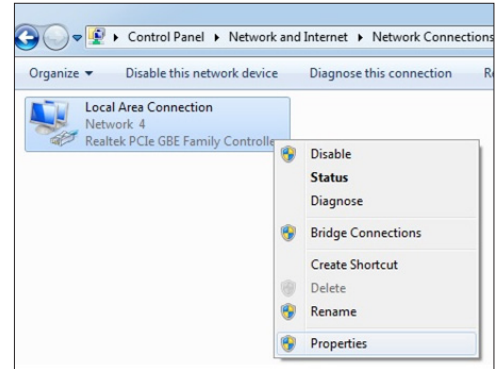 Control Panel ▸ Network and Internet ▸ Network Connections
Organize ▾ Disable this network device Diagnose this connection
Local Area Connection
Network 4
Realtek PCIe GBE Family Controlle
Disable
Status
Diagnose
Bridge Connections
Create Shortcut
Delete
Rename
Properties